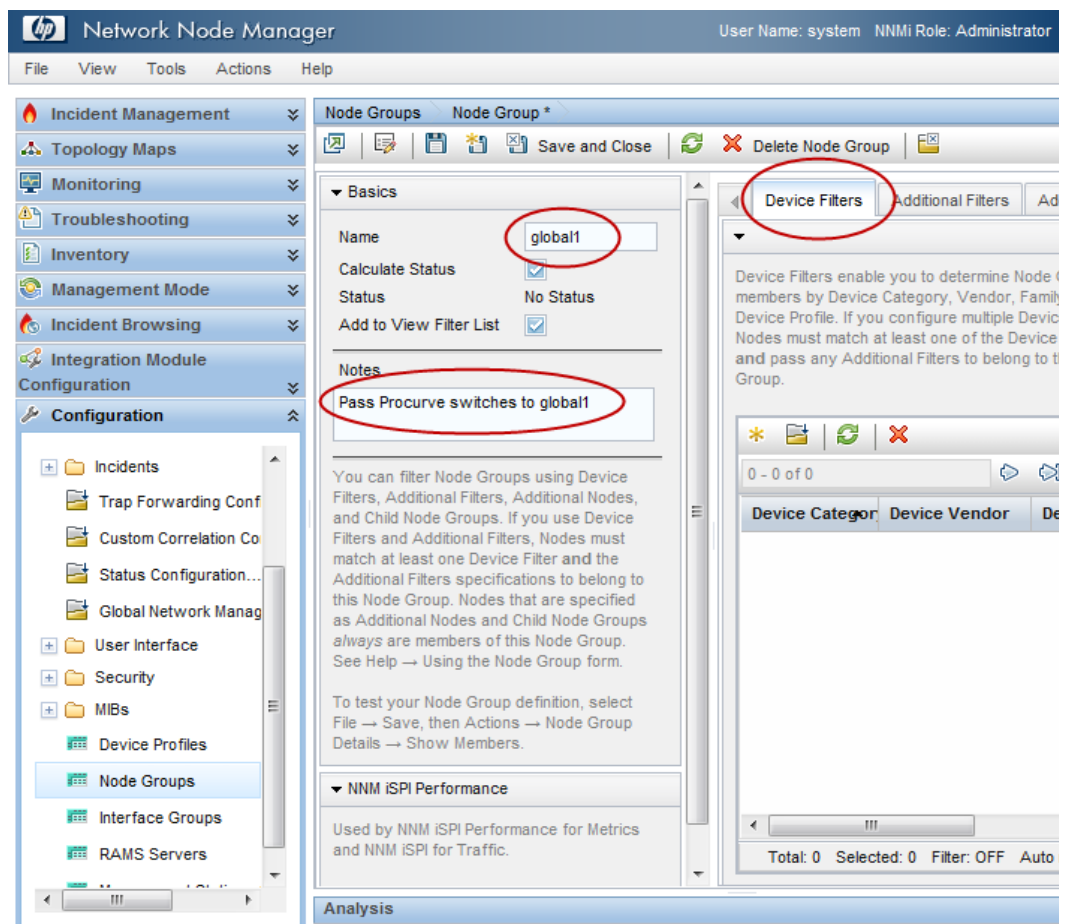 hp Network Node Manager
User Name: system NNMi Role: Administrator
File View Tools Actions Help
Incident Management
Topology Maps
Monitoring
Troubleshooting
Inventory
Management Mode
Incident Browsing
Integration Module
Configuration
Configuration
Incidents
Trap Forwarding Conf
Custom Correlation Co
Status Configuration...
Global Network Manag
User Interface
Security
MIBs
Device Profiles
Node Groups
Interface Groups
RAMS Servers
Node Groups Node Group *
Save and Close Delete Node Group
Basics
Name global1
Calculate Status
Status No Status
Add to View Filter List
Notes
Pass Procurve switches to global1
You can filter Node Groups using Device
Filters, Additional Filters, Additional Nodes,
and Child Node Groups. If you use Device
Filters and Additional Filters, Nodes must
match at least one Device Filter and the
Additional Filters specifications to belong to
this Node Group. Nodes that are specified
as Additional Nodes and Child Node Groups
always are members of this Node Group.
See Help → Using the Node Group form.
To test your Node Group definition, select
File → Save, then Actions → Node Group
Details → Show Members.
NNM iSPI Performance
Used by NNM iSPI Performance for Metrics
and NNM iSPI for Traffic.
Device Filters Additional Filters Ad
Device Filters enable you to determine Node
members by Device Category, Vendor, Family
Device Profile. If you configure multiple Devic
Nodes must match at least one of the Device
and pass any Additional Filters to belong to t
Group.
0 - 0 of 0
Device Categor Device Vendor De
Total: 0 Selected: 0 Filter: OFF Auto
Analysis